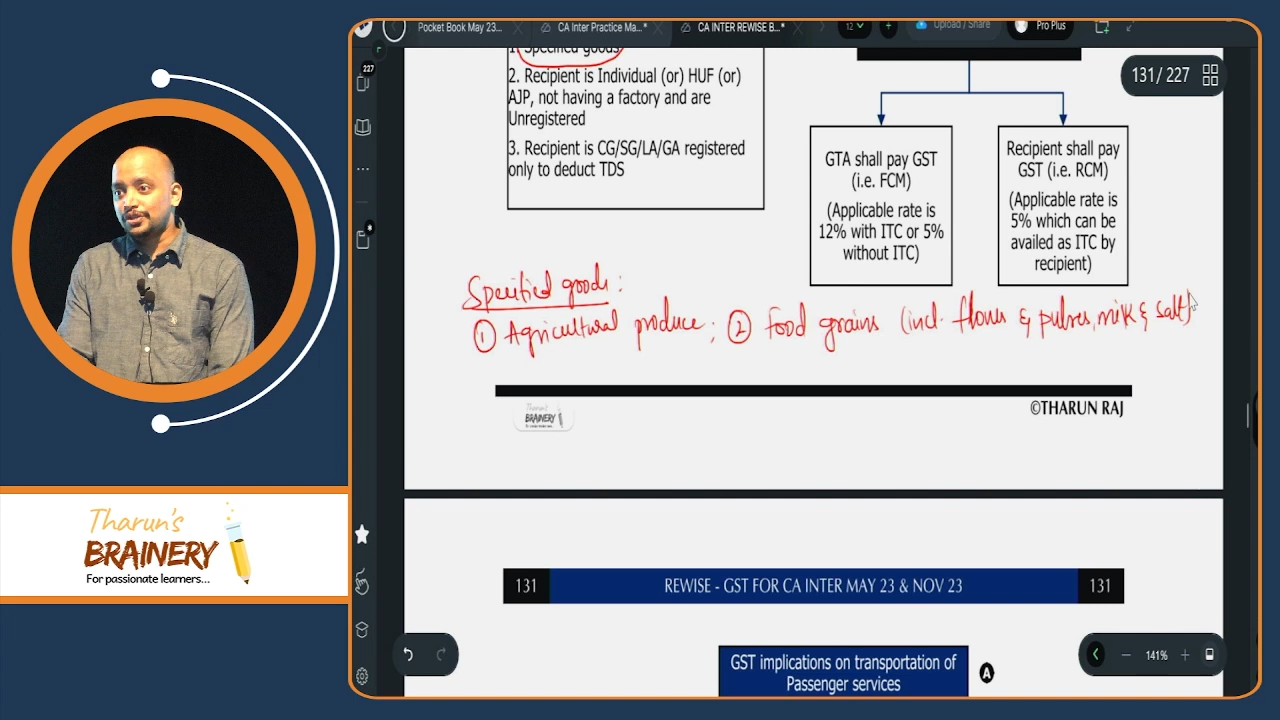 Pocket Book May 23...
CA Inter Practice Ma...*
CA INTER REWISE B...*
12
Upload / Share
Pro Plus
227
131/ 227
1. Specified goods
2. Recipient is Individual (or) HUF (or)
AJP, not having a factory and are
Unregistered
3. Recipient is CG/SG/LA/GA registered
only to deduct TDS
GTA shall pay GST
(i.e. FCM)
(Applicable rate is
12% with ITC or 5%
without ITC)
Recipient shall pay
GST (i.e. RCM)
(Applicable rate is
5% which can be
availed as ITC by
recipient)
Specified goods:
① Agricultural produce; ② Food grains (incl. flours & pulses, milk & salt)
Tharun's
BRAINERY
©THARUN RAJ
Tharun's
BRAINERY
For passionate learners...
131
REWISE - GST FOR CA INTER MAY 23 & NOV 23
131
141%
GST implications on transportation of
Passenger services
A